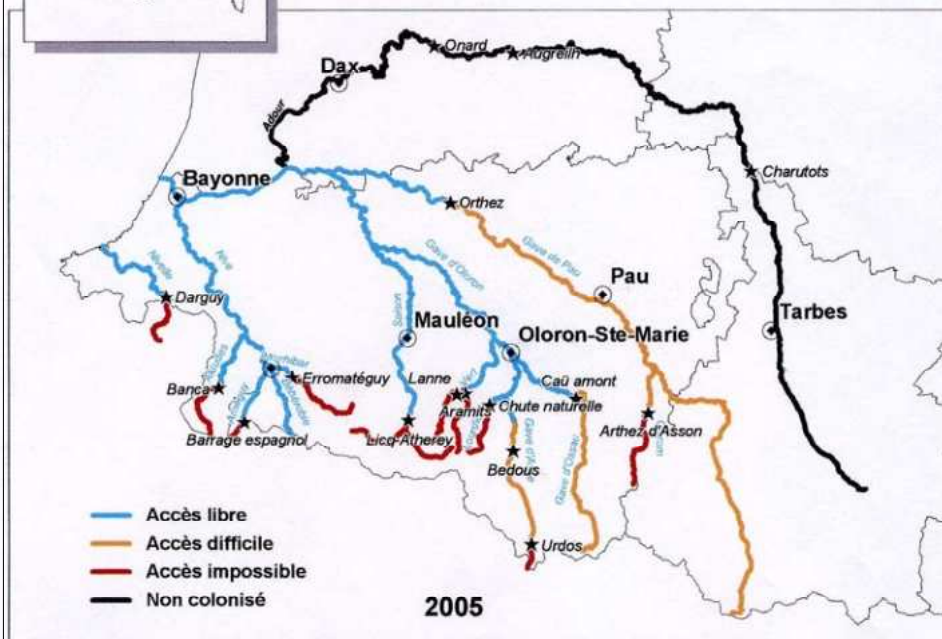 Onard
Augreilh
Dax
Adour
Charutots
Bayonne
Orthez
Nivelle
Nive
Gave d'Oloron
Gave de Pau
Pau
Darguy
Saison
Mauléon
Oloron-Ste-Marie
Tarbes
Banca
Erromatéguy
Lanne
Caü amont
Aramits
Chute naturelle
Barrage espagnol
Licq-Atherey
Arthez d'Asson
Bedous
Gave d'Ossau
Urdos
Accès libre
Accès difficile
Accès impossible
Non colonisé
2005